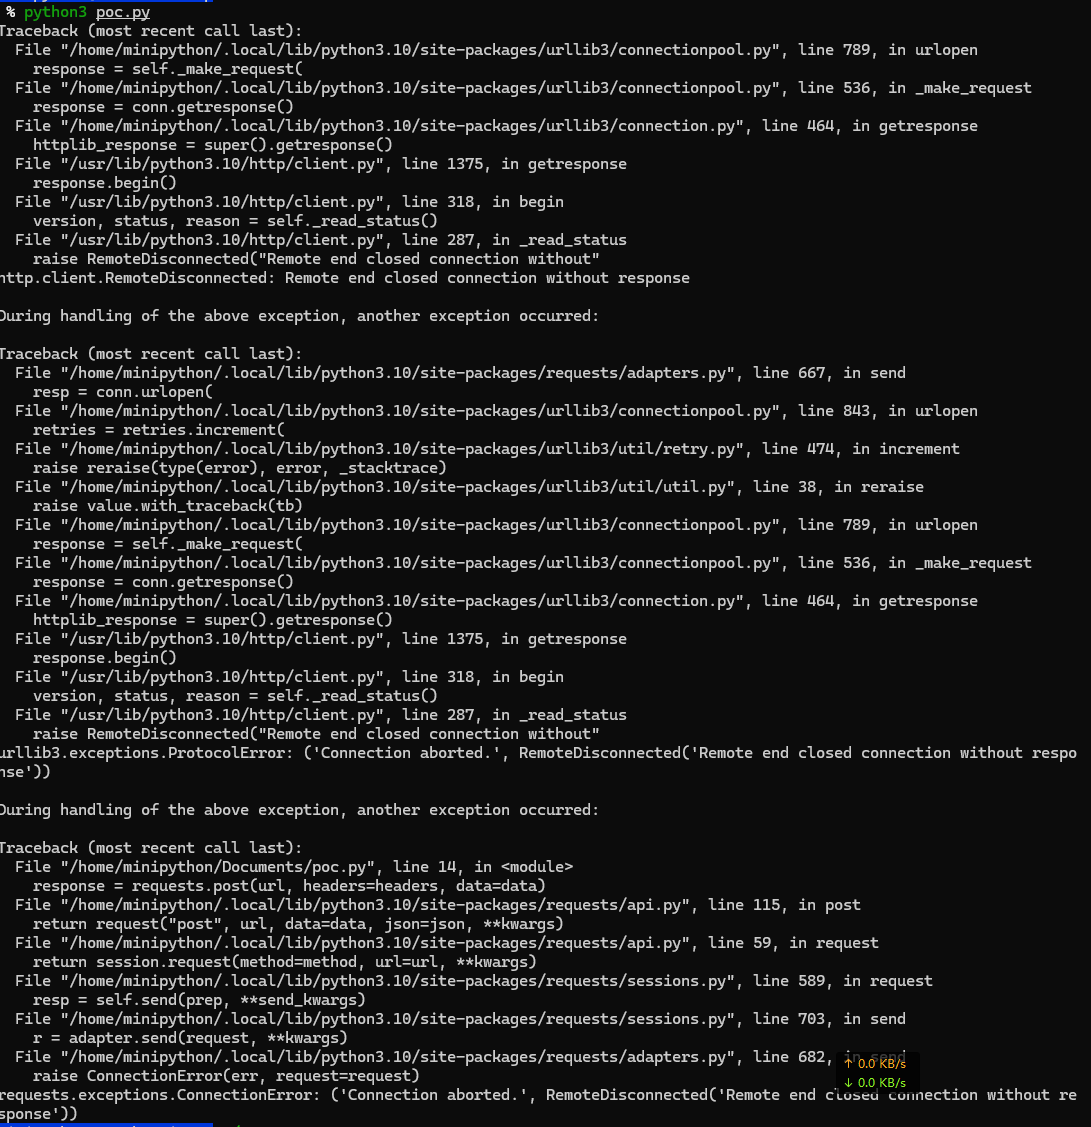 % python3 poc.py
Traceback (most recent call last):
  File "/home/minipython/.local/lib/python3.10/site-packages/urllib3/connectionpool.py", line 789, in urlopen
    response = self._make_request(
  File "/home/minipython/.local/lib/python3.10/site-packages/urllib3/connectionpool.py", line 536, in _make_request
    response = conn.getresponse()
  File "/home/minipython/.local/lib/python3.10/site-packages/urllib3/connection.py", line 464, in getresponse
    httplib_response = super().getresponse()
  File "/usr/lib/python3.10/http/client.py", line 1375, in getresponse
    response.begin()
  File "/usr/lib/python3.10/http/client.py", line 318, in begin
    version, status, reason = self._read_status()
  File "/usr/lib/python3.10/http/client.py", line 287, in _read_status
    raise RemoteDisconnected("Remote end closed connection without"
http.client.RemoteDisconnected: Remote end closed connection without response

During handling of the above exception, another exception occurred:

Traceback (most recent call last):
  File "/home/minipython/.local/lib/python3.10/site-packages/requests/adapters.py", line 667, in send
    resp = conn.urlopen(
  File "/home/minipython/.local/lib/python3.10/site-packages/urllib3/connectionpool.py", line 843, in urlopen
    retries = retries.increment(
  File "/home/minipython/.local/lib/python3.10/site-packages/urllib3/util/retry.py", line 474, in increment
    raise reraise(type(error), error, _stacktrace)
  File "/home/minipython/.local/lib/python3.10/site-packages/urllib3/util/util.py", line 38, in reraise
    raise value.with_traceback(tb)
  File "/home/minipython/.local/lib/python3.10/site-packages/urllib3/connectionpool.py", line 789, in urlopen
    response = self._make_request(
  File "/home/minipython/.local/lib/python3.10/site-packages/urllib3/connectionpool.py", line 536, in _make_request
    response = conn.getresponse()
  File "/home/minipython/.local/lib/python3.10/site-packages/urllib3/connection.py", line 464, in getresponse
    httplib_response = super().getresponse()
  File "/usr/lib/python3.10/http/client.py", line 1375, in getresponse
    response.begin()
  File "/usr/lib/python3.10/http/client.py", line 318, in begin
    version, status, reason = self._read_status()
  File "/usr/lib/python3.10/http/client.py", line 287, in _read_status
    raise RemoteDisconnected("Remote end closed connection without"
urllib3.exceptions.ProtocolError: ('Connection aborted.', RemoteDisconnected('Remote end closed connection without respo
nse'))

During handling of the above exception, another exception occurred:

Traceback (most recent call last):
  File "/home/minipython/Documents/poc.py", line 14, in <module>
    response = requests.post(url, headers=headers, data=data)
  File "/home/minipython/.local/lib/python3.10/site-packages/requests/api.py", line 115, in post
    return request("post", url, data=data, json=json, **kwargs)
  File "/home/minipython/.local/lib/python3.10/site-packages/requests/api.py", line 59, in request
    return session.request(method=method, url=url, **kwargs)
  File "/home/minipython/.local/lib/python3.10/site-packages/requests/sessions.py", line 589, in request
    resp = self.send(prep, **send_kwargs)
  File "/home/minipython/.local/lib/python3.10/site-packages/requests/sessions.py", line 703, in send
    r = adapter.send(request, **kwargs)
  File "/home/minipython/.local/lib/python3.10/site-packages/requests/adapters.py", line 682, in send
    raise ConnectionError(err, request=request)
requests.exceptions.ConnectionError: ('Connection aborted.', RemoteDisconnected('Remote end closed connection without re
sponse'))
↑ 0.0 KB/s
↓ 0.0 KB/s